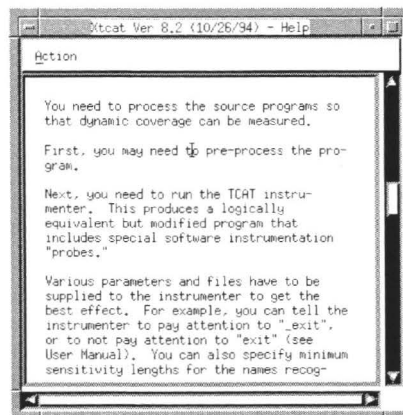 Xtcat Ver 8.2 (10/26/94) - Help
Action
You need to process the source programs so
that dynamic coverage can be measured.
First, you may need to pre-process the pro-
gram.
Next, you need to run the TCAT instru-
menter. This produces a logically
equivalent but modified program that
includes special software instrumentation
"probes."
Various parameters and files have to be
supplied to the instrumenter to get the
best effect. For example, you can tell the
instrumenter to pay attention to "_exit",
or to not pay attention to "exit" (see
User Manual). You can also specify minimum
sensitivity lengths for the names recog-